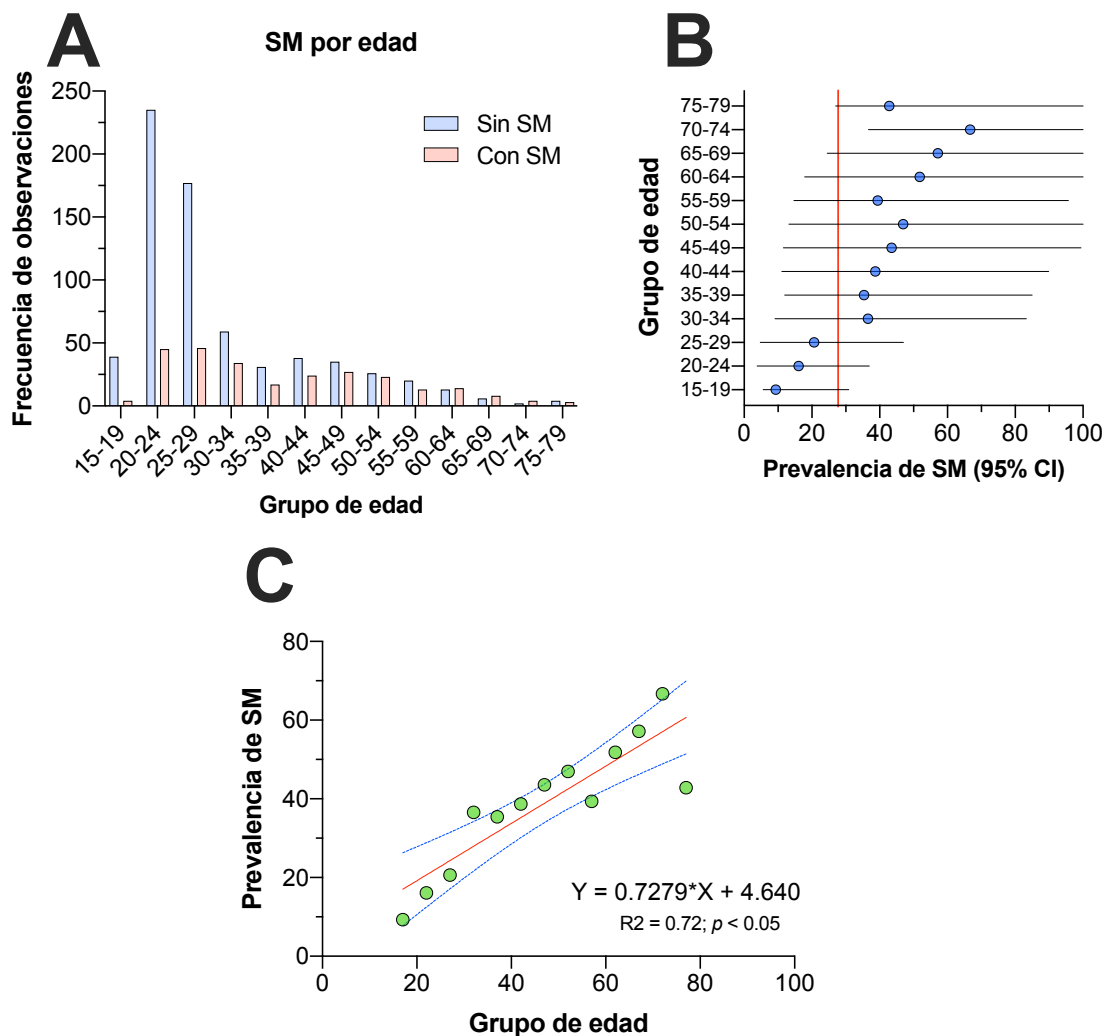 A
SM por edad
Frecuencia de observaciones
250
200
150
100
50
0
Sin SM
Con SM
15-19
20-24
25-29
30-34
35-39
40-44
45-49
50-54
55-59
60-64
65-69
70-74
75-79
Grupo de edad
B
Grupo de edad
75-79
70-74
65-69
60-64
55-59
50-54
45-49
40-44
35-39
30-34
25-29
20-24
15-19
0 20 40 60 80 100
Prevalencia de SM (95% CI)
C
Prevalencia de SM
80
60
40
20
0
Y = 0.7279*X + 4.640
R2 = 0.72; p < 0.05
0 20 40 60 80 100
Grupo de edad